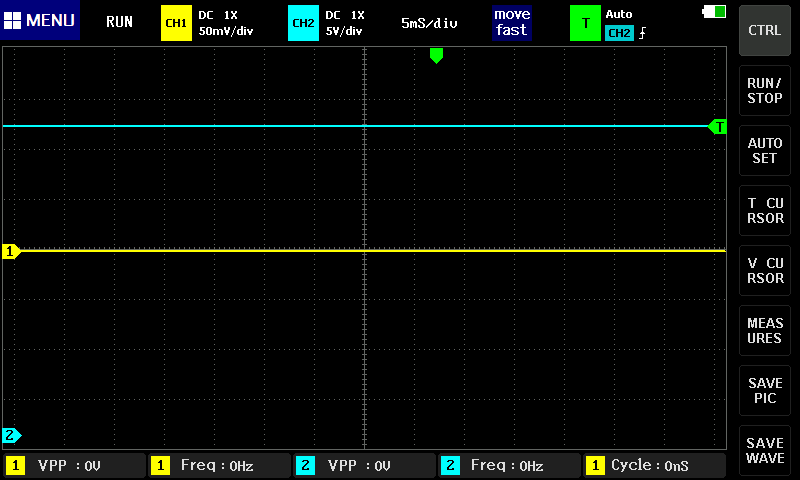 MENU RUN CH1 DC 1X 50mV/div CH2 DC 1X 5V/div 5mS/div move fast T Auto CH2
CTRL
RUN/
STOP
AUTO
SET
T CU
RSOR
V CU
RSOR
MEAS
URES
SAVE
PIC
SAVE
WAVE
T
1
2
1 VPP :0V 1 Freq :0Hz 2 VPP :0V 2 Freq :0Hz 1 Cycle :0nS